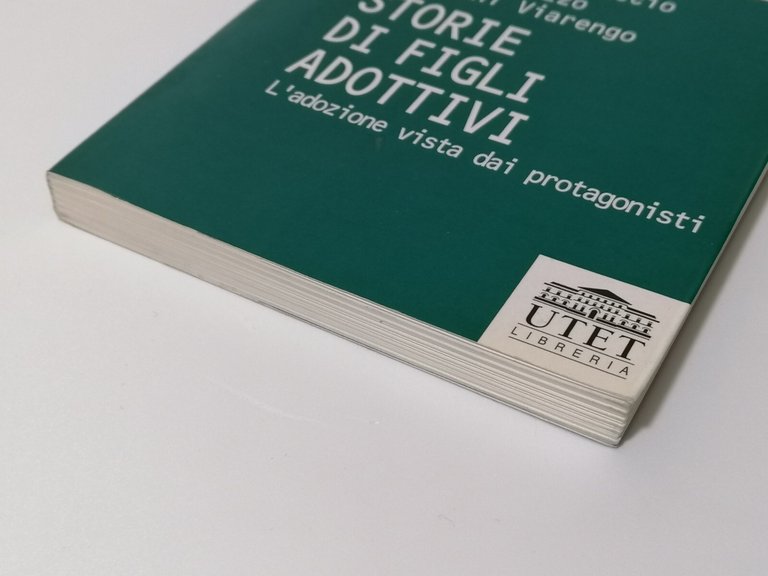 Viarengo
STORIE
DI FIGLI
ADOTTIVI
L'adozione vista dai protagonisti
UTET
LIBRERIA